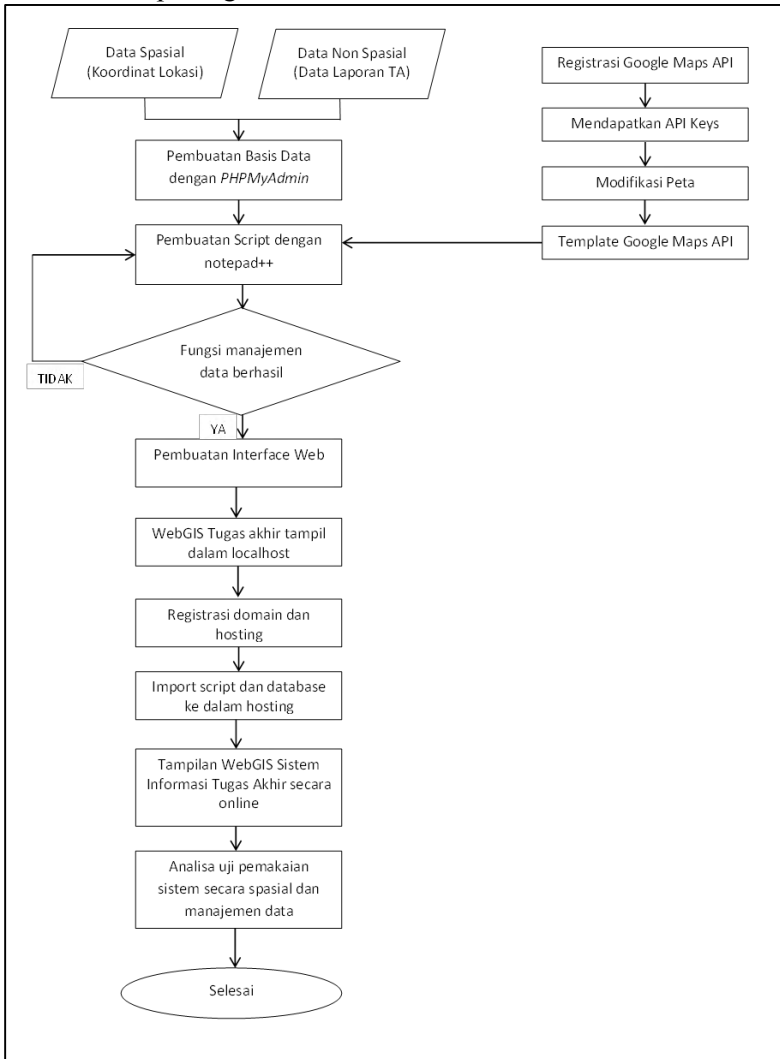 Data Spasial
(Koordinat Lokasi)
Data Non Spasial
(Data Laporan TA)
Registrasi Google Maps API
Mendapatkan API Keys
Modifikasi Peta
Template Google Maps API
Pembuatan Basis Data
dengan PHPMyAdmin
Pembuatan Script dengan
notepad++
Fungsi manajemen
data berhasil
TIDAK
YA
Pembuatan Interface Web
WebGIS Tugas akhir tampil
dalam localhost
Registrasi domain dan
hosting
Import script dan database
ke dalam hosting
Tampilan WebGIS Sistem
Informasi Tugas Akhir secara
online
Analisa uji pemakaian
sistem secara spasial dan
manajemen data
Selesai